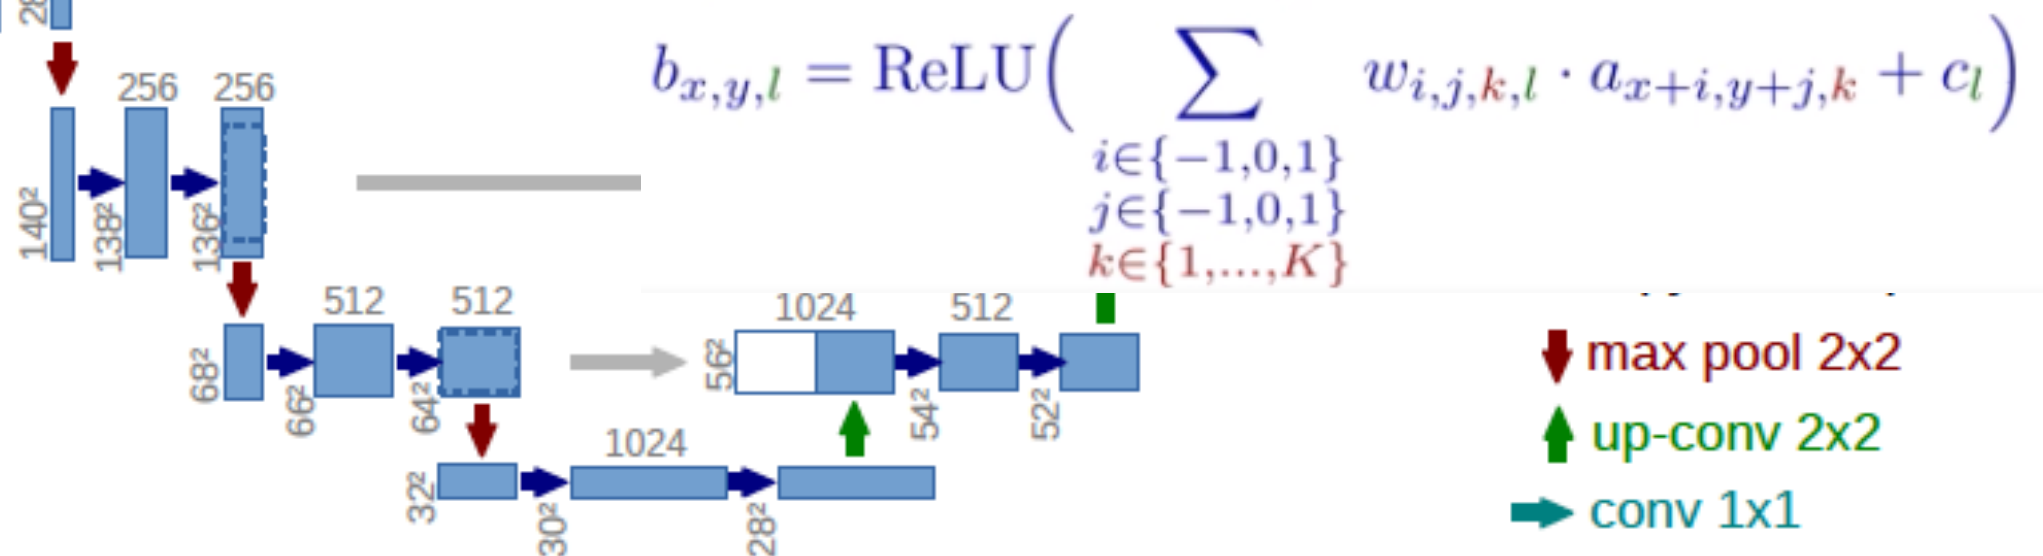 b_{x,y,l} = ReLU( ∑ w_{i,j,k,l} · a_{x+i,y+j,k} + c_l )
i∈{−1,0,1}
j∈{−1,0,1}
k∈{1,...,K}
256 256
140² 138² 136²
512 512
1024 512
68² 66² 64²
56² 54² 52²
1024
32² 30² 28²
max pool 2x2
up-conv 2x2
conv 1x1